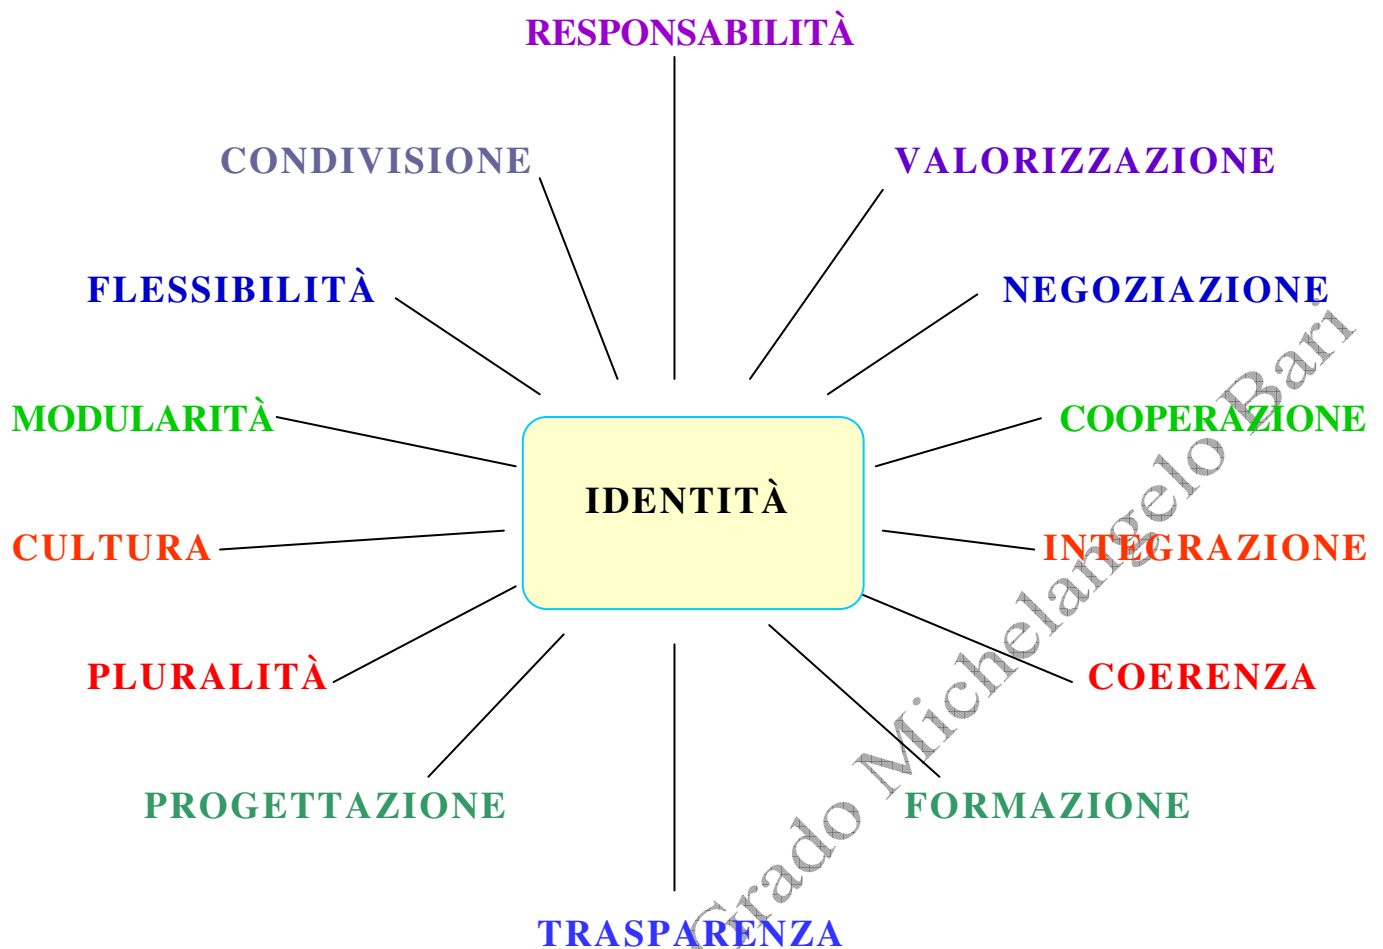 RESPONSABILITÀ
CONDIVISIONE
VALORIZZAZIONE
FLESSIBILITÀ
NEGOZIAZIONE
MODULARITÀ
COOPERAZIONE
IDENTITÀ
CULTURA
INTEGRAZIONE
PLURALITÀ
COERENZA
PROGETTAZIONE
FORMAZIONE
TRASPARENZA
Grado Michelangelo Bari